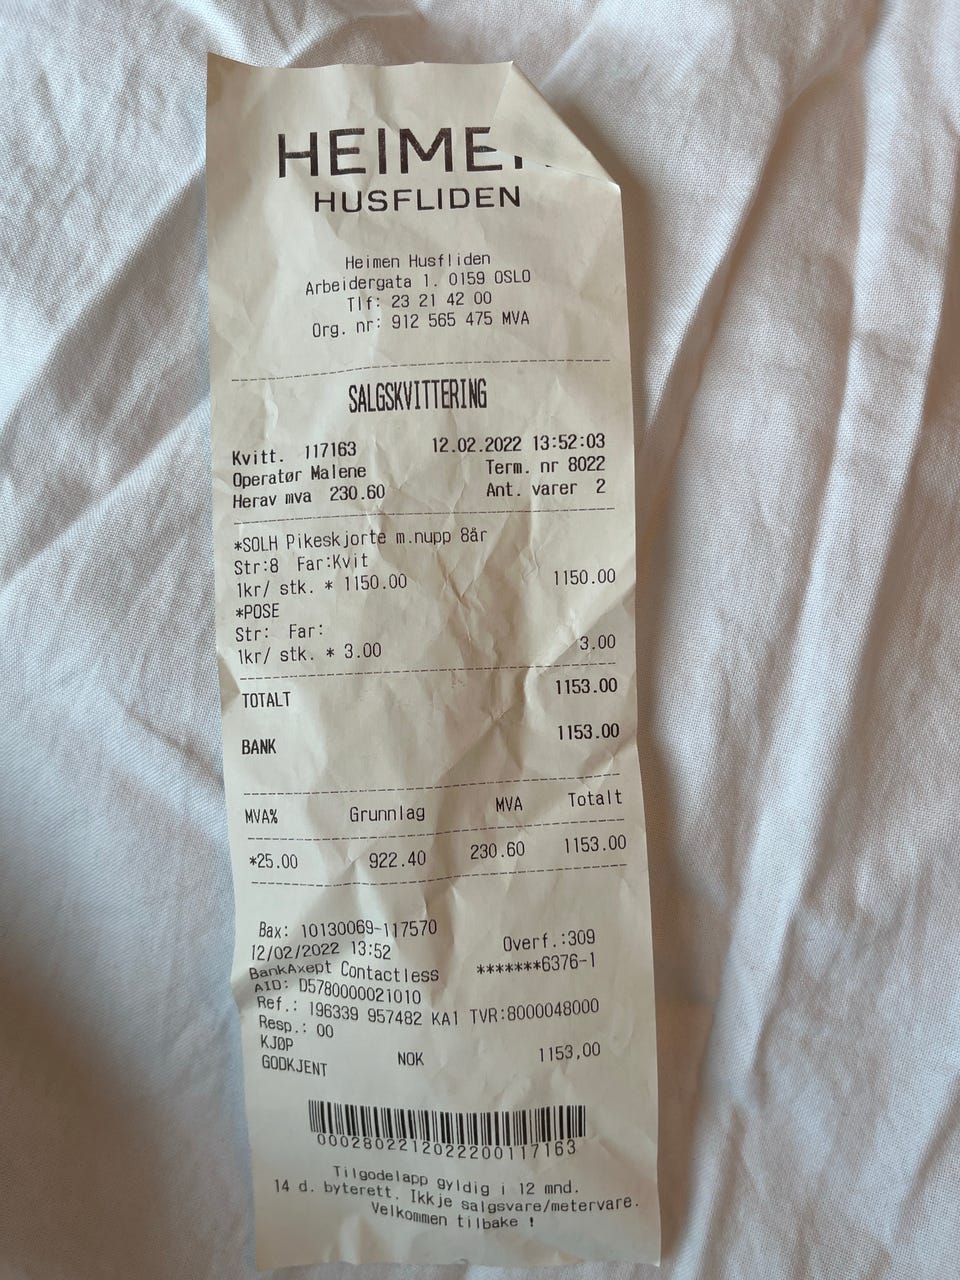 HEIME
HUSFLIDEN
Heimen Husfliden
Arbeidergata 1. 0159 OSLO
Tlf: 23 21 42 00
Org. nr: 912 565 475 MVA
SALGSKVITTERING
Kvitt. 117163 12.02.2022 13:52:03
Operatør Malene Term. nr 8022
Herav mva 230.60 Ant. varer 2
*SOLH Pikeskjorte m.nupp 8år
Str:8 Far:Kvit
1kr/ stk. * 1150.00 1150.00
*POSE
Str: Far:
1kr/ stk. * 3.00 3.00
TOTALT 1153.00
BANK 1153.00
MVA% Grunnlag MVA Totalt
*25.00 922.40 230.60 1153.00
Bax: 10130069-117570
12/02/2022 13:52 Overf.:309
BankAxept Contactless *******6376-1
AID: D5780000021010
Ref.: 196339 957482 KA1 TVR:8000048000
Resp.: 00
KJØP
GODKJENT NOK 1153,00
0002802212022200117163
Tilgodelapp gyldig i 12 mnd.
14 d. byterett. Ikkje salgsvare/metervare.
Velkommen tilbake !